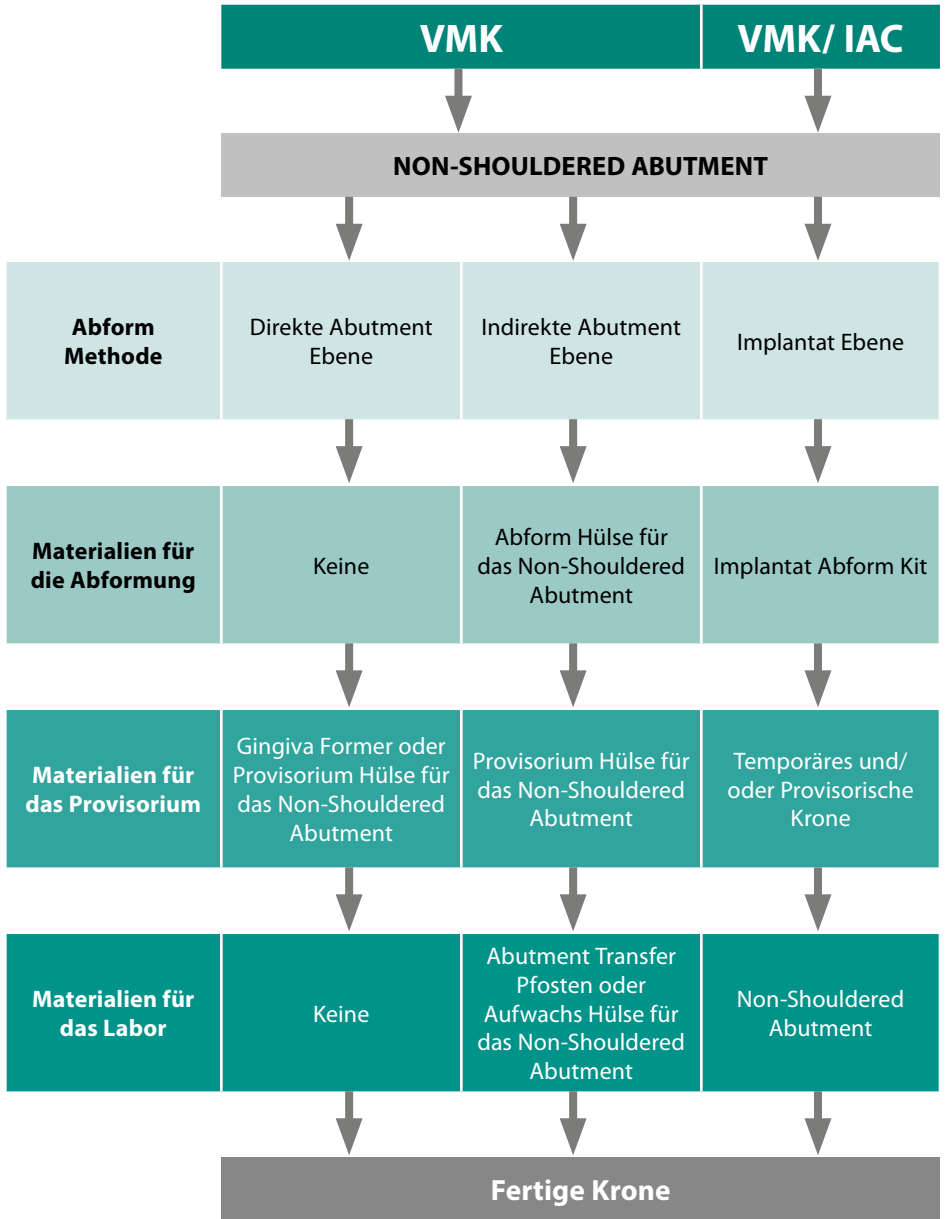 VMK
VMK/ IAC
NON-SHOULDERED ABUTMENT
Abform
Methode
Direkte Abutment
Ebene
Indirekte Abutment
Ebene
Implantat Ebene
Materialien für
die Abformung
Keine
Abform Hülse für
das Non-Shouldered
Abutment
Implantat Abform Kit
Materialien für
das Provisorium
Gingiva Former oder
Provisorium Hülse für
das Non-Shouldered
Abutment
Provisorium Hülse für
das Non-Shouldered
Abutment
Temporäres und/
oder Provisorische
Krone
Materialien für
das Labor
Keine
Abutment Transfer
Pfosten oder
Aufwachs Hülse für
das Non-Shouldered
Abutment
Non-Shouldered
Abutment
Fertige Krone